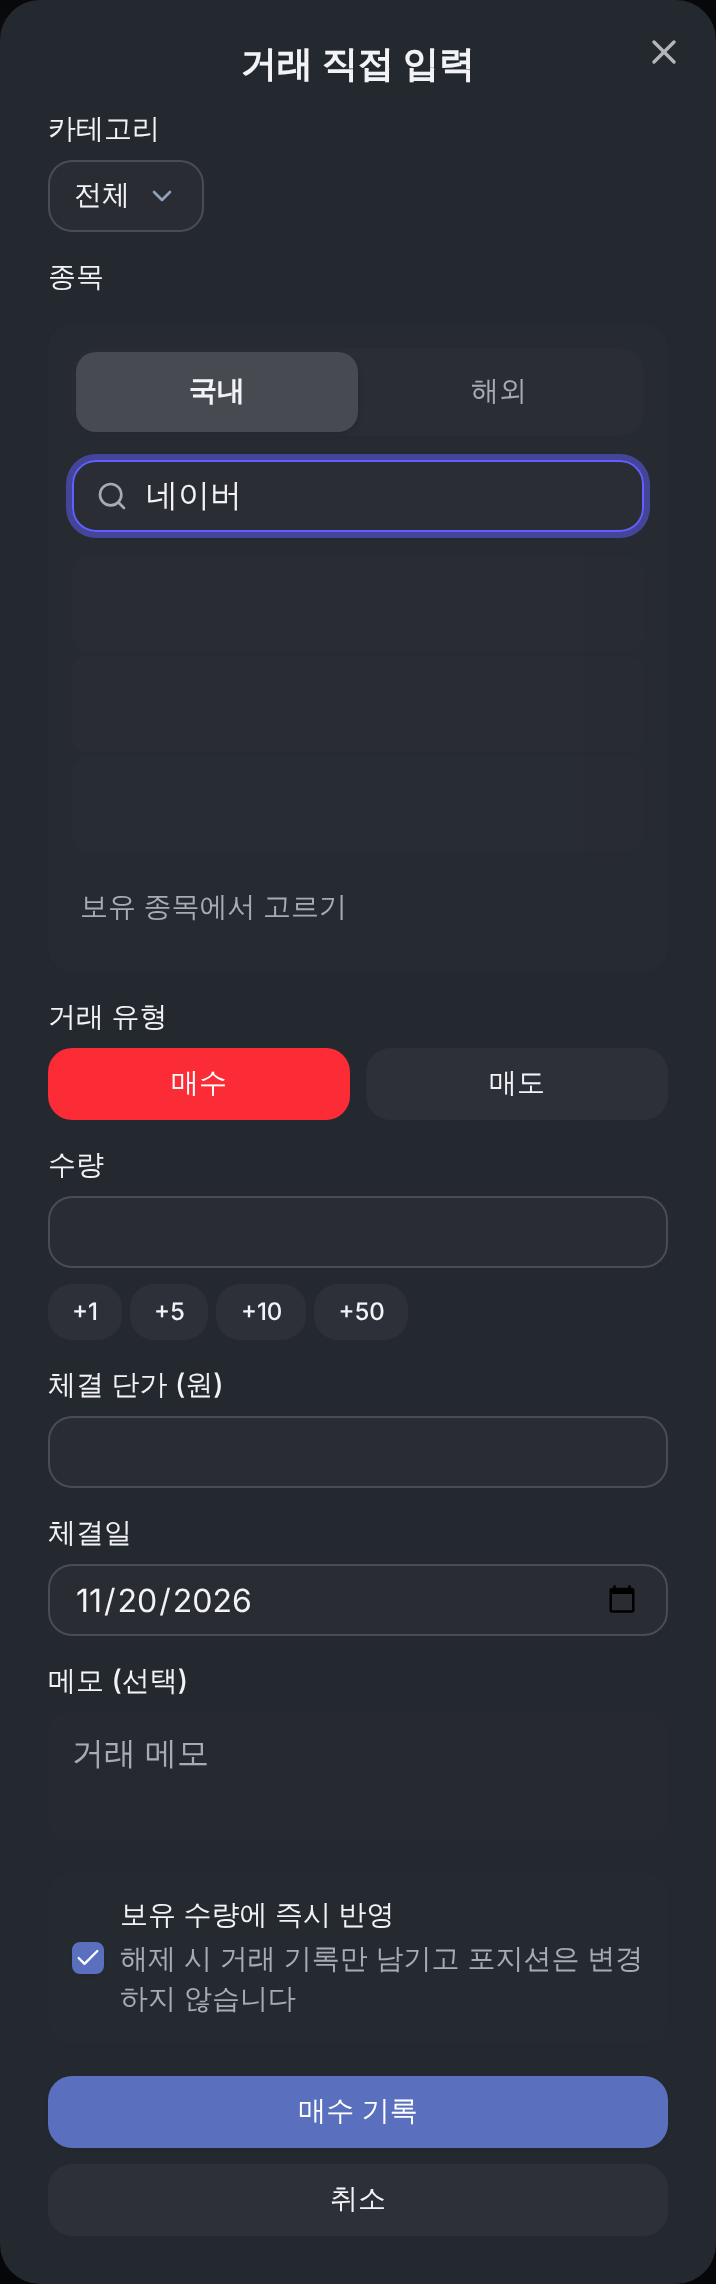 거래 직접 입력
카테고리
전체
종목
국내
해외
네이버
보유 종목에서 고르기
거래 유형
매수
매도
수량
+1
+5
+10
+50
체결 단가 (원)
체결일
11/20/2026
메모 (선택)
거래 메모
보유 수량에 즉시 반영
해제 시 거래 기록만 남기고 포지션은 변경
하지 않습니다
매수 기록
취소